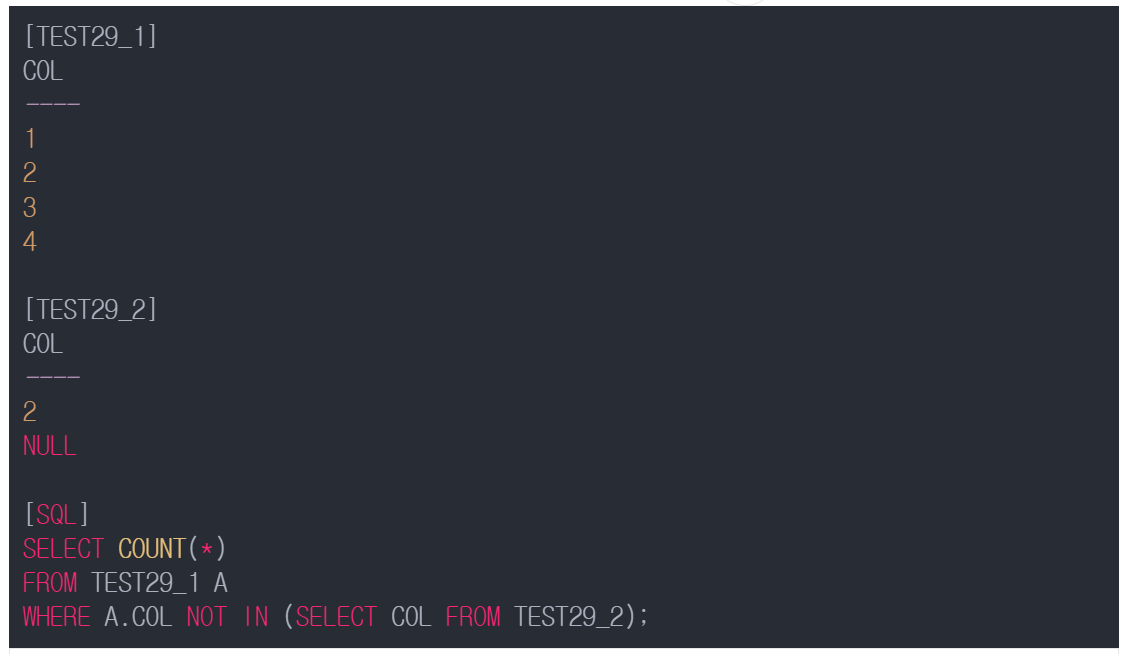 [TEST29_1]
COL
----
1
2
3
4
[TEST29_2]
COL
----
2
NULL
[SQL]
SELECT COUNT(*)
FROM TEST29_1 A
WHERE A.COL NOT IN (SELECT COL FROM TEST29_2);